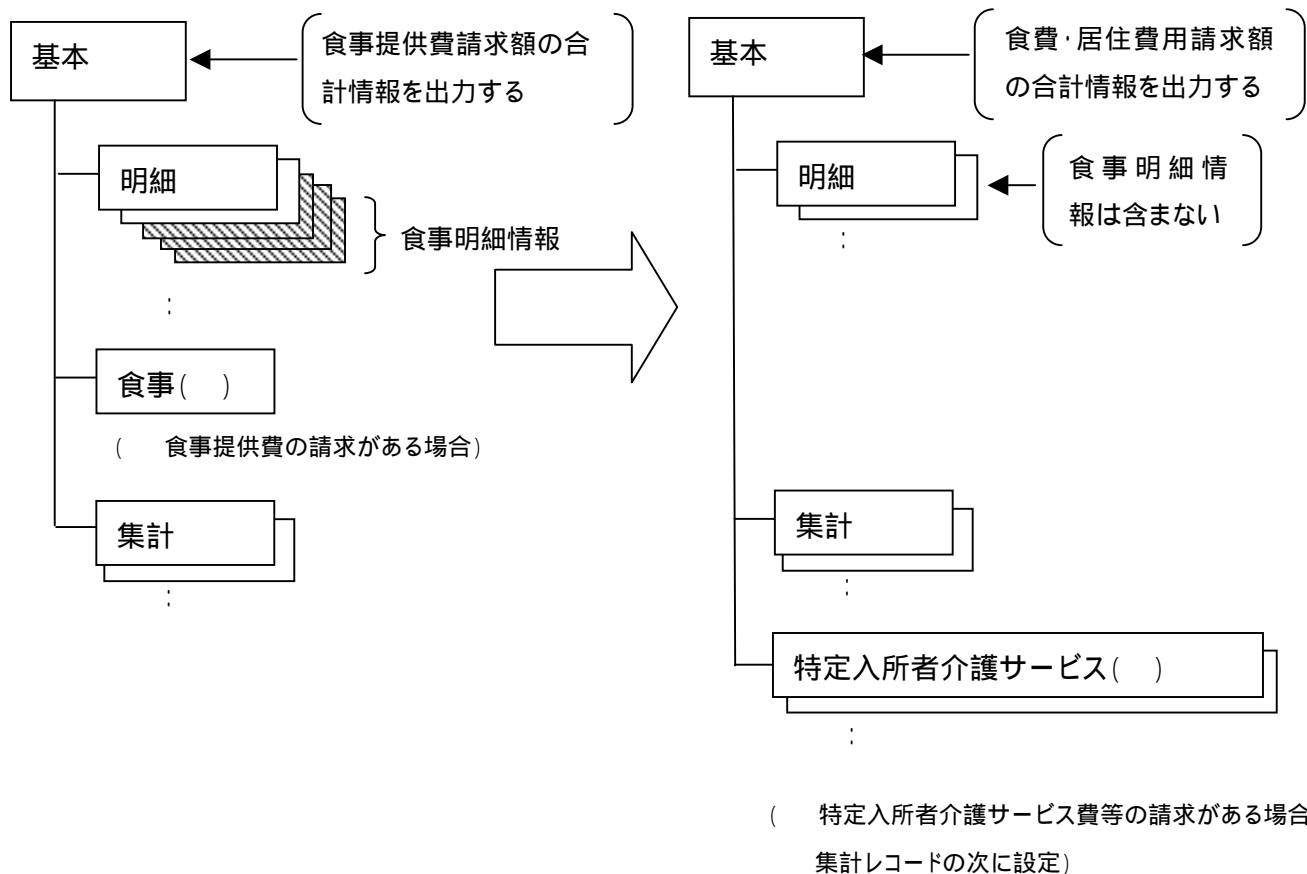 基本
食事提供費請求額の合
計情報を出力する
明細
食事明細情報
:
食事( )
( 食事提供費の請求がある場合)
集計
:
基本
食費・居住費用請求額
の合計情報を出力する
明細
食事明細情
報は含まない
:
集計
:
特定入所者介護サービス( )
:
( 特定入所者介護サービス費等の請求がある場合
集計レコードの次に設定)